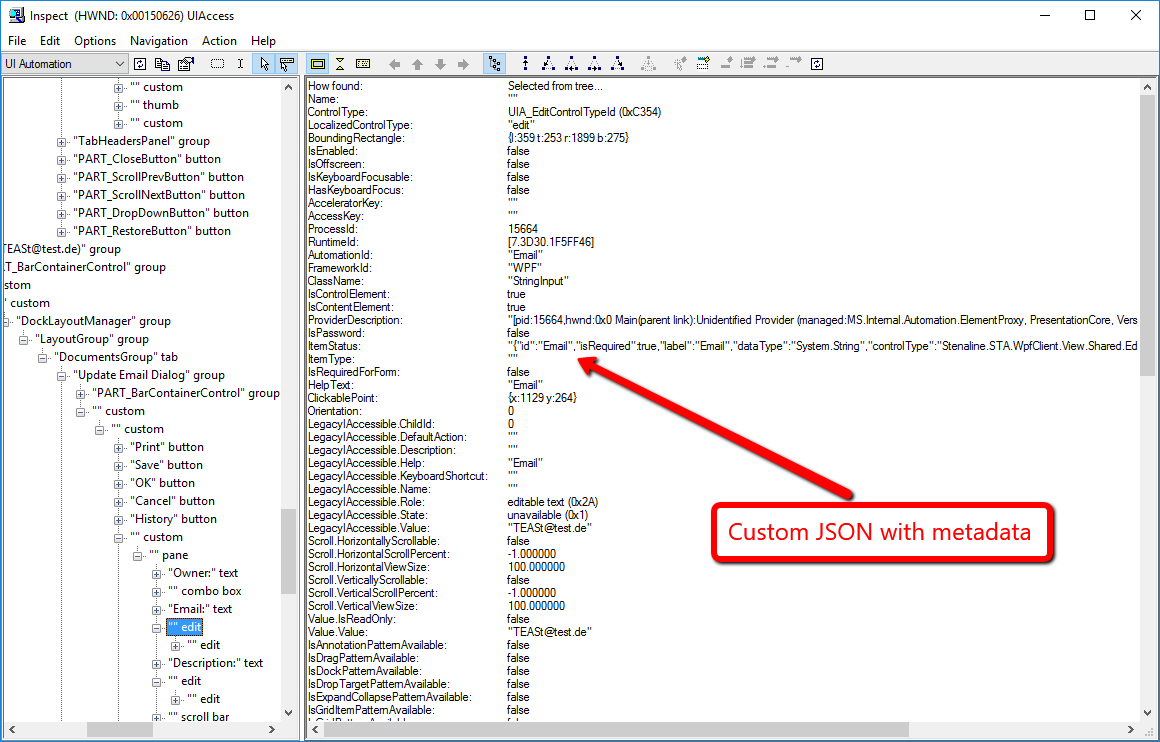 Inspect (HWND: 0x00150626) UIAccess
File Edit Options Navigation Action Help
UI Automation
"" custom
"" thumb
"" custom
"TabHeadersPanel" group
"PART_CloseButton" button
"PART_ScrollPrevButton" button
"PART_ScrollNextButton" button
"PART_DropDownButton" button
"PART_RestoreButton" button
TEASt@test.de)" group
.T_BarContainerControl" group
stom
" custom
"DockLayoutManager" group
"LayoutGroup" group
"DocumentsGroup" tab
"Update Email Dialog" group
"PART_BarContainerControl" group
"" custom
"" custom
"Print" button
"Save" button
"OK" button
"Cancel" button
"History" button
"" custom
"" pane
"Owner:" text
"" combo box
"Email:" text
"" edit
"" edit
"Description:" text
"" edit
"" edit
"" scroll bar
How found: Selected from tree...
Name: ""
ControlType: UIA_EditControlTypeId (0xC354)
LocalizedControlType: "edit"
BoundingRectangle: {l:359 t:253 r:1899 b:275}
IsEnabled: false
IsOffscreen: false
IsKeyboardFocusable: false
HasKeyboardFocus: false
AcceleratorKey: ""
AccessKey: ""
ProcessId: 15664
RuntimeId: [7.3D30.1F5FF46]
AutomationId: "Email"
FrameworkId: "WPF"
ClassName: "StringInput"
IsControlElement: true
IsContentElement: true
ProviderDescription: "[pid:15664,hwnd:0x0 Main(parent link):Unidentified Provider (managed:MS.Internal.Automation.ElementProxy, PresentationCore, Vers
IsPassword: false
ItemStatus: "{"id":"Email","isRequired":true,"label":"Email","dataType":"System.String","controlType":"Stenaline.STA.WpfClient.View.Shared.Ed
ItemType: ""
IsRequiredForForm: false
HelpText: "Email"
ClickablePoint: {x:1129 y:264}
Orientation: 0
LegacyIAccessible.ChildId: 0
LegacyIAccessible.DefaultAction: ""
LegacyIAccessible.Description: ""
LegacyIAccessible.Help: "Email"
LegacyIAccessible.KeyboardShortcut: ""
LegacyIAccessible.Name: ""
LegacyIAccessible.Role: editable text (0x2A)
LegacyIAccessible.State: unavailable (0x1)
LegacyIAccessible.Value: "TEASt@test.de"
Scroll.HorizontallyScrollable: false
Scroll.HorizontalScrollPercent: -1.000000
Scroll.HorizontalViewSize: 100.000000
Scroll.VerticallyScrollable: false
Scroll.VerticalScrollPercent: -1.000000
Scroll.VerticalViewSize: 100.000000
Value.IsReadOnly: false
Value.Value: "TEASt@test.de"
IsAnnotationPatternAvailable: false
IsDragPatternAvailable: false
IsDockPatternAvailable: false
IsDropTargetPatternAvailable: false
IsExpandCollapsePatternAvailable: false
IsGridItemPatternAvailable: false
Custom JSON with metadata